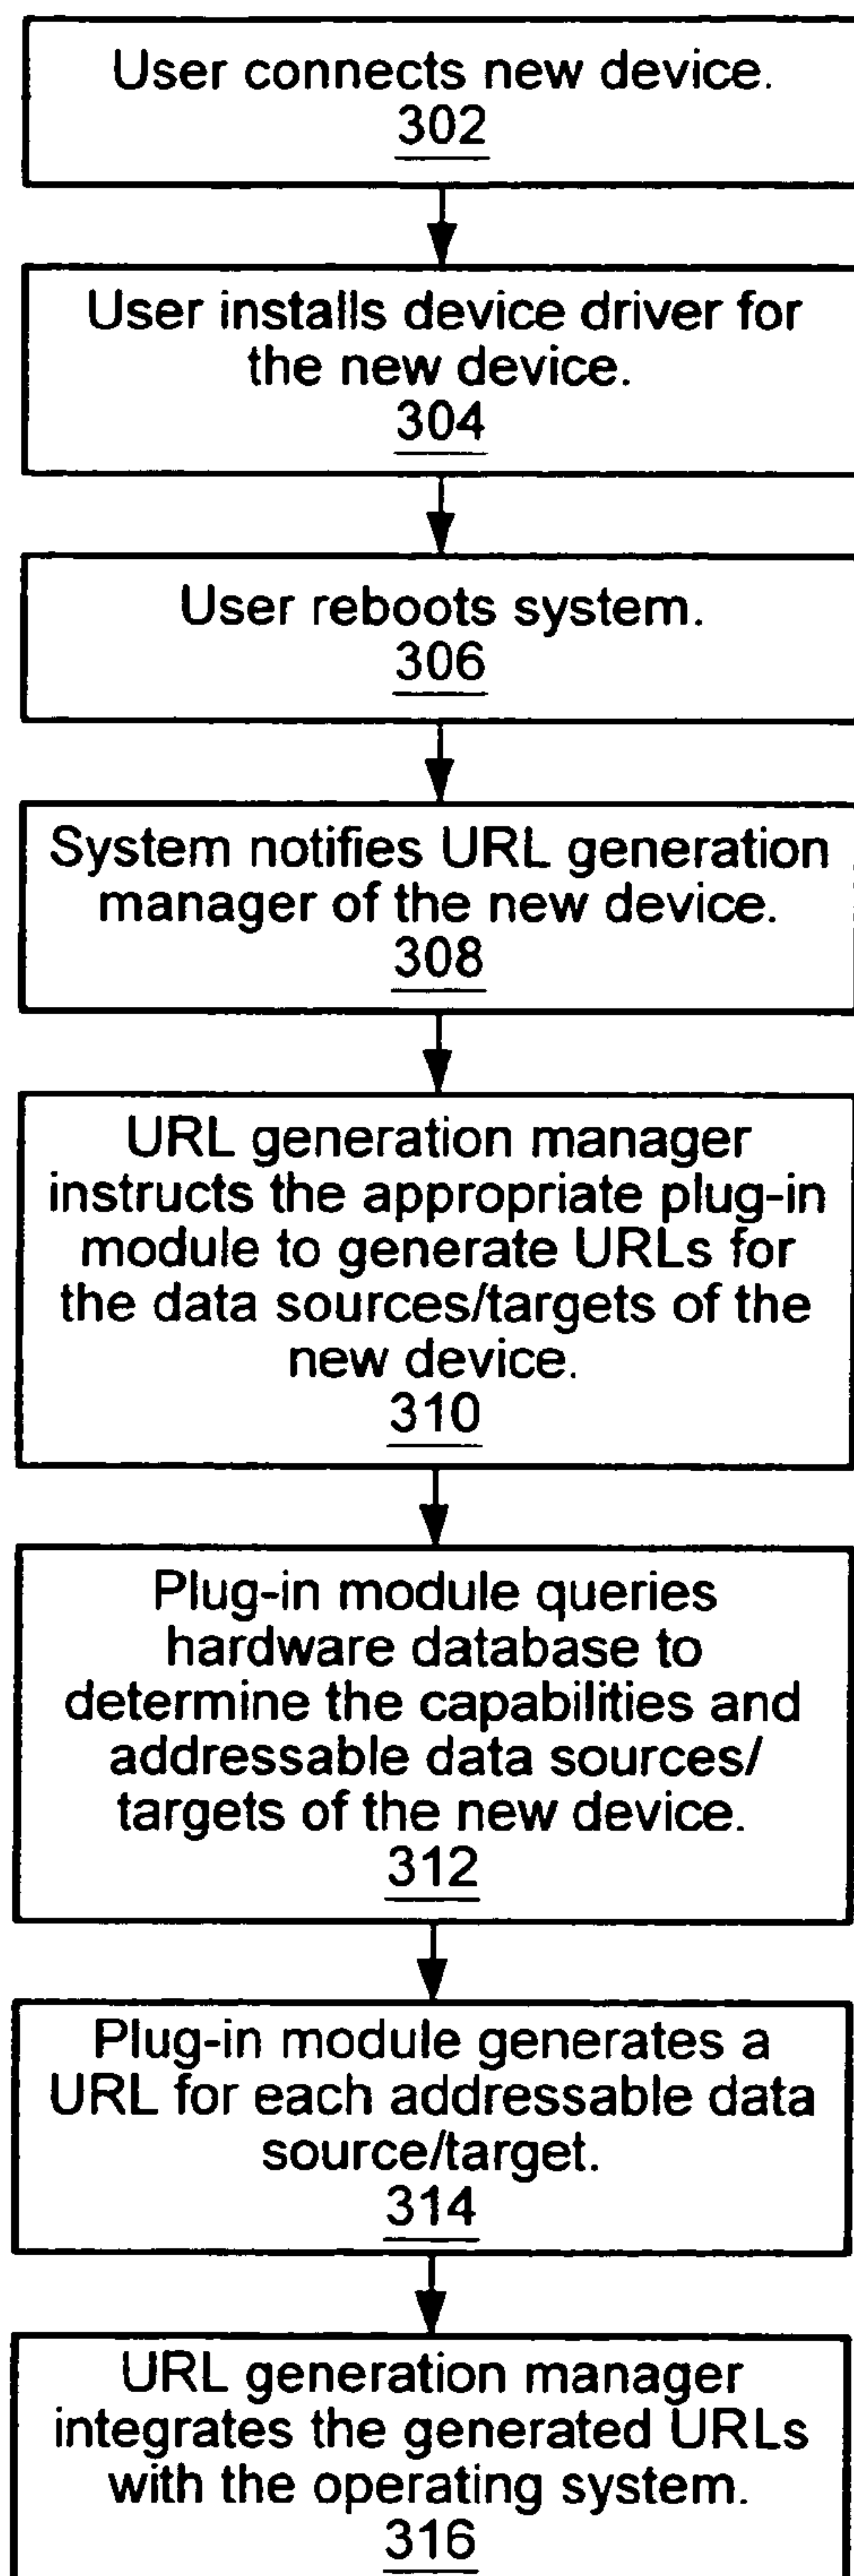 User connects new device.
302
User installs device driver for
the new device.
304
User reboots system.
306
System notifies URL generation
manager of the new device.
308
URL generation manager
instructs the appropriate plug-in
module to generate URLs for
the data sources/targets of the
new device.
310
Plug-in module queries
hardware database to
determine the capabilities and
addressable data sources/
targets of the new device.
312
Plug-in module generates a
URL for each addressable data
source/target.
314
URL generation manager
integrates the generated URLs
with the operating system.
316